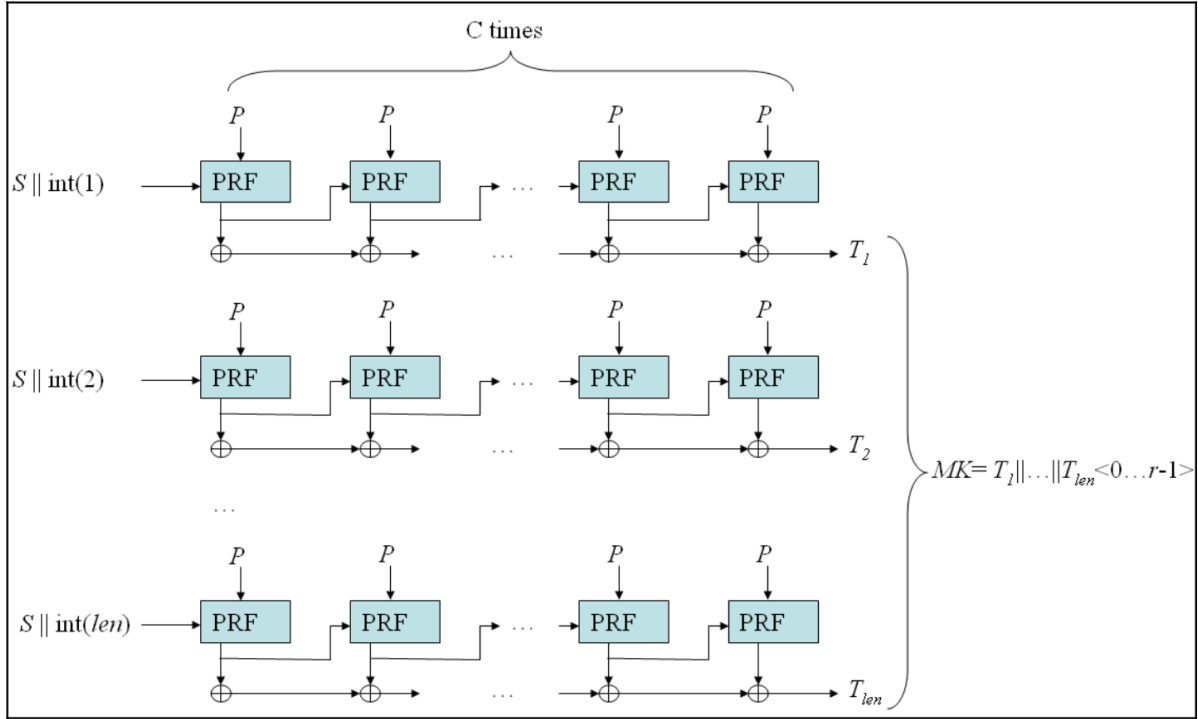 C times
P P P P
S || int(1) PRF PRF … PRF PRF
… T1
P P P P
S || int(2) PRF PRF … PRF PRF
… T2
MK= T1||…||Tlen<0…r-1>
…
P P P P
S || int(len) PRF PRF … PRF PRF
… Tlen